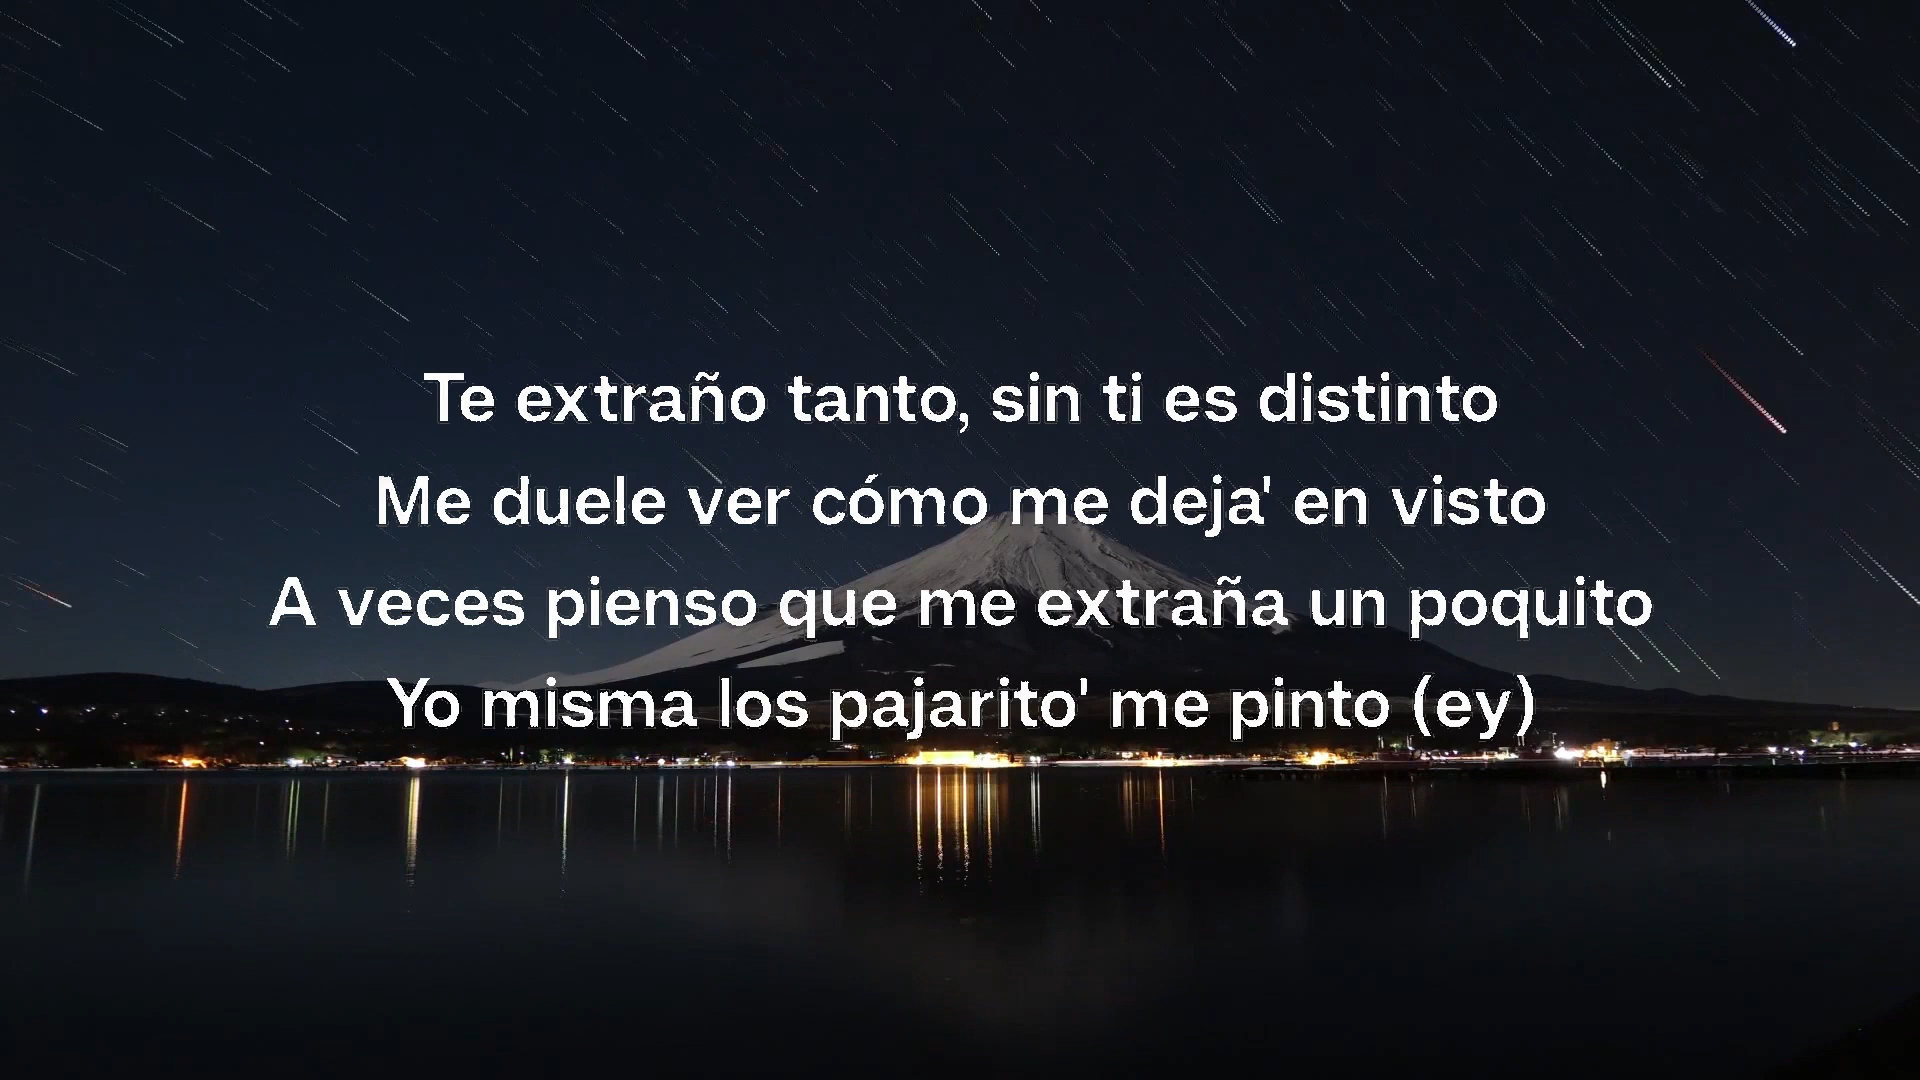 Te extraño tanto, sin ti es distinto
Me duele ver cómo me deja' en visto
A veces pienso que me extraña un poquito
Yo misma los pajarito' me pinto (ey)